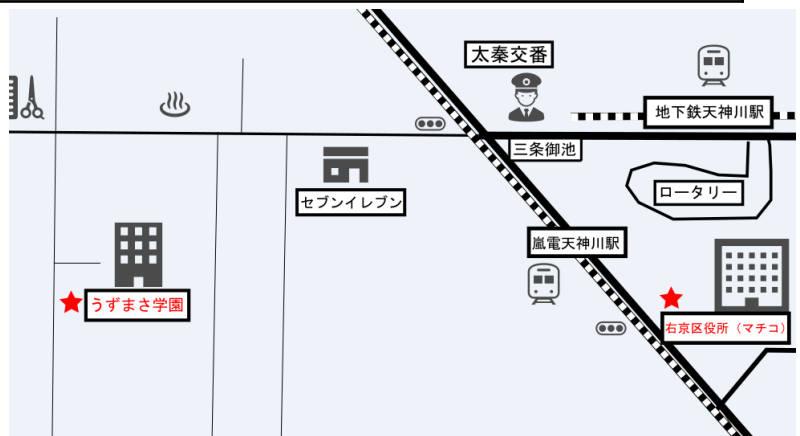 太秦交番
地下鉄天神川駅
三条御池
ロータリー
セブンイレブン
嵐電天神川駅
うずまさ学園
右京区役所（マチコ）